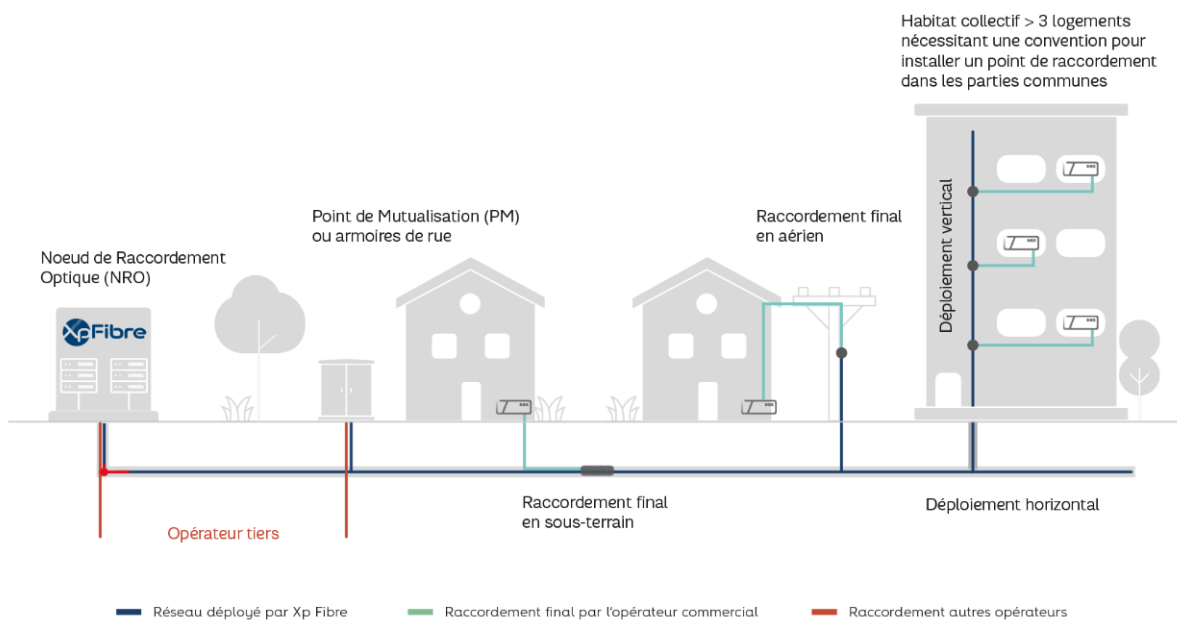 Habitat collectif > 3 logements
nécessitant une convention pour
installer un point de raccordement
dans les parties communes
Point de Mutualisation (PM)
ou armoires de rue
Raccordement final
en aérien
Noeud de Raccordement
Optique (NRO)
XpFibre
Déploiement vertical
Raccordement final
en sous-terrain
Déploiement horizontal
Opérateur tiers
Réseau déployé par Xp Fibre
Raccordement final par l'opérateur commercial
Raccordement autres opérateurs